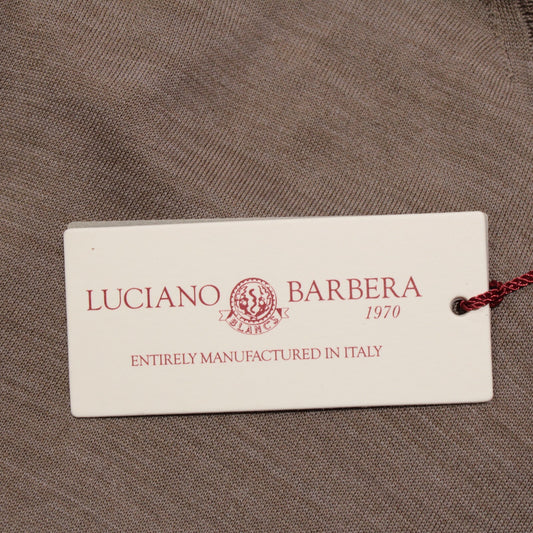 LUCIANO BARBERA
BLANCS
1970
ENTIRELY MANUFACTURED IN ITALY